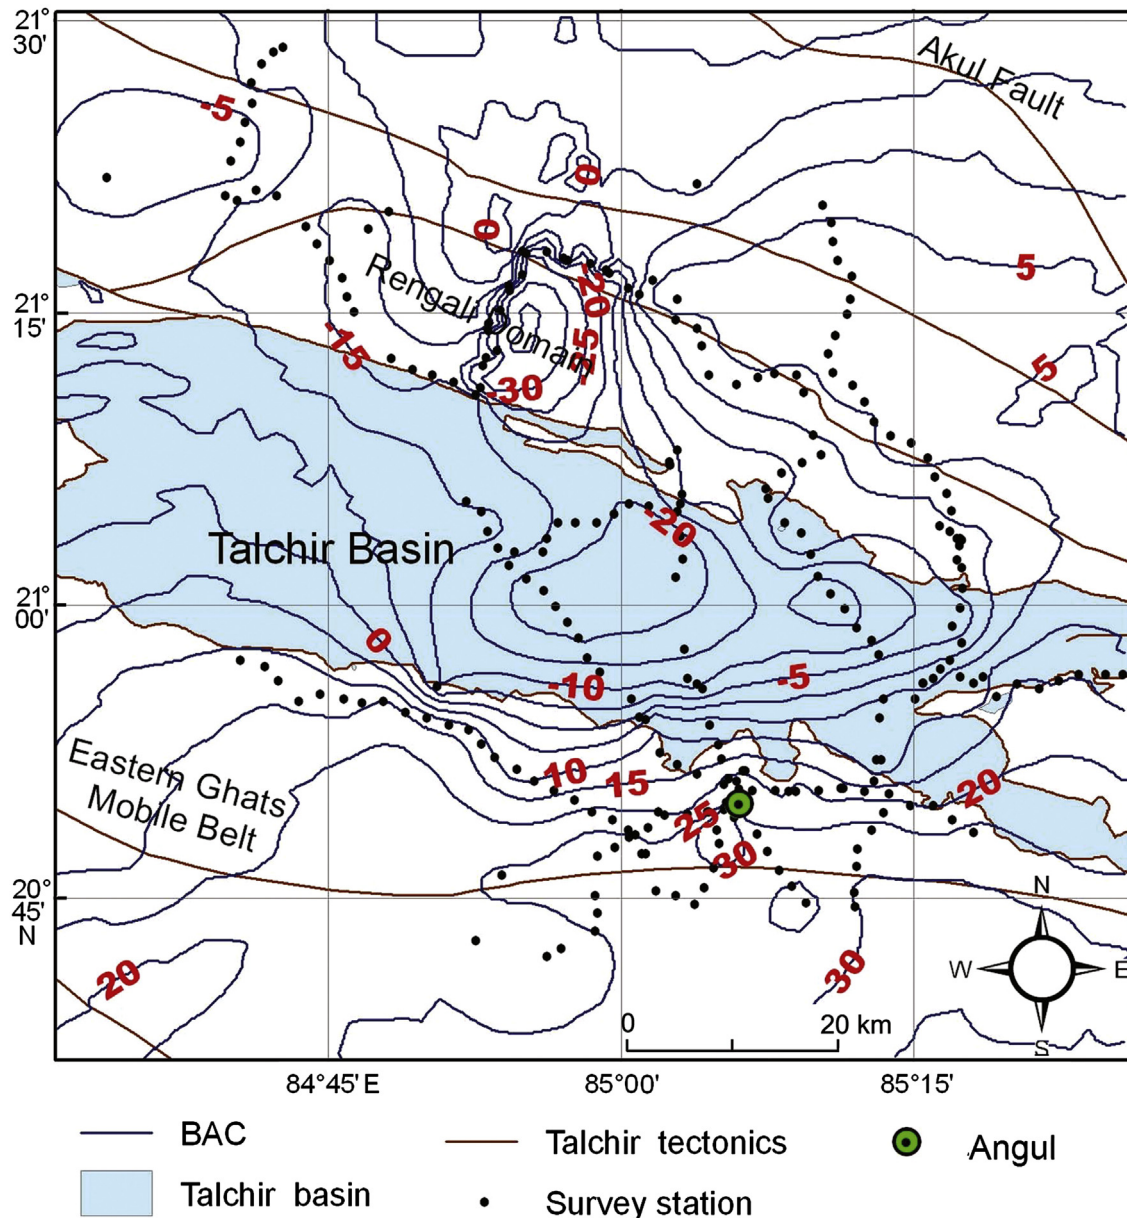 21°
30'
Akul Fault
-5
0
0
5
-20
Rengali Domain
21°
15'
-15
-25
5
-30
-20
Talchir Basin
21°
00'
0
-10
-5
Eastern Ghats
Mobile Belt
10
15
20
25
30
20°
45'
N
N
W
E
S
20
30
0
20 km
84°45' E
85°00'
85°15'
BAC
Talchir tectonics
Angul
Talchir basin
Survey station